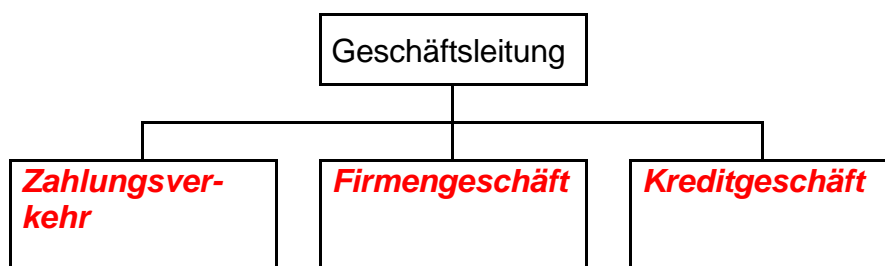 Geschäftsleitung
Zahlungsver-
kehr
Firmengeschäft
Kreditgeschäft